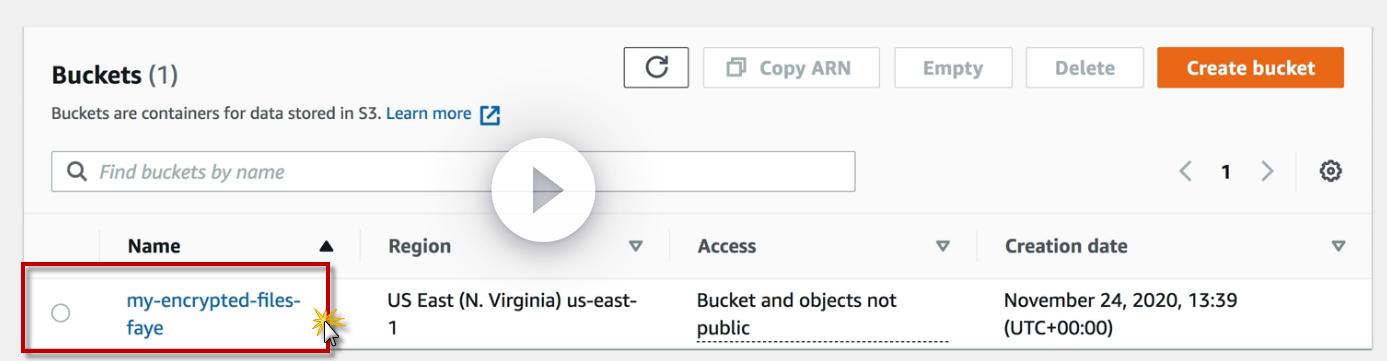 Buckets (1)
Copy ARN
Empty
Delete
Create bucket
Buckets are containers for data stored in S3. Learn more
Find buckets by name
1
Name
Region
Access
Creation date
my-encrypted-files-
faye
US East (N. Virginia) us-east-
1
Bucket and objects not
public
November 24, 2020, 13:39
(UTC+00:00)